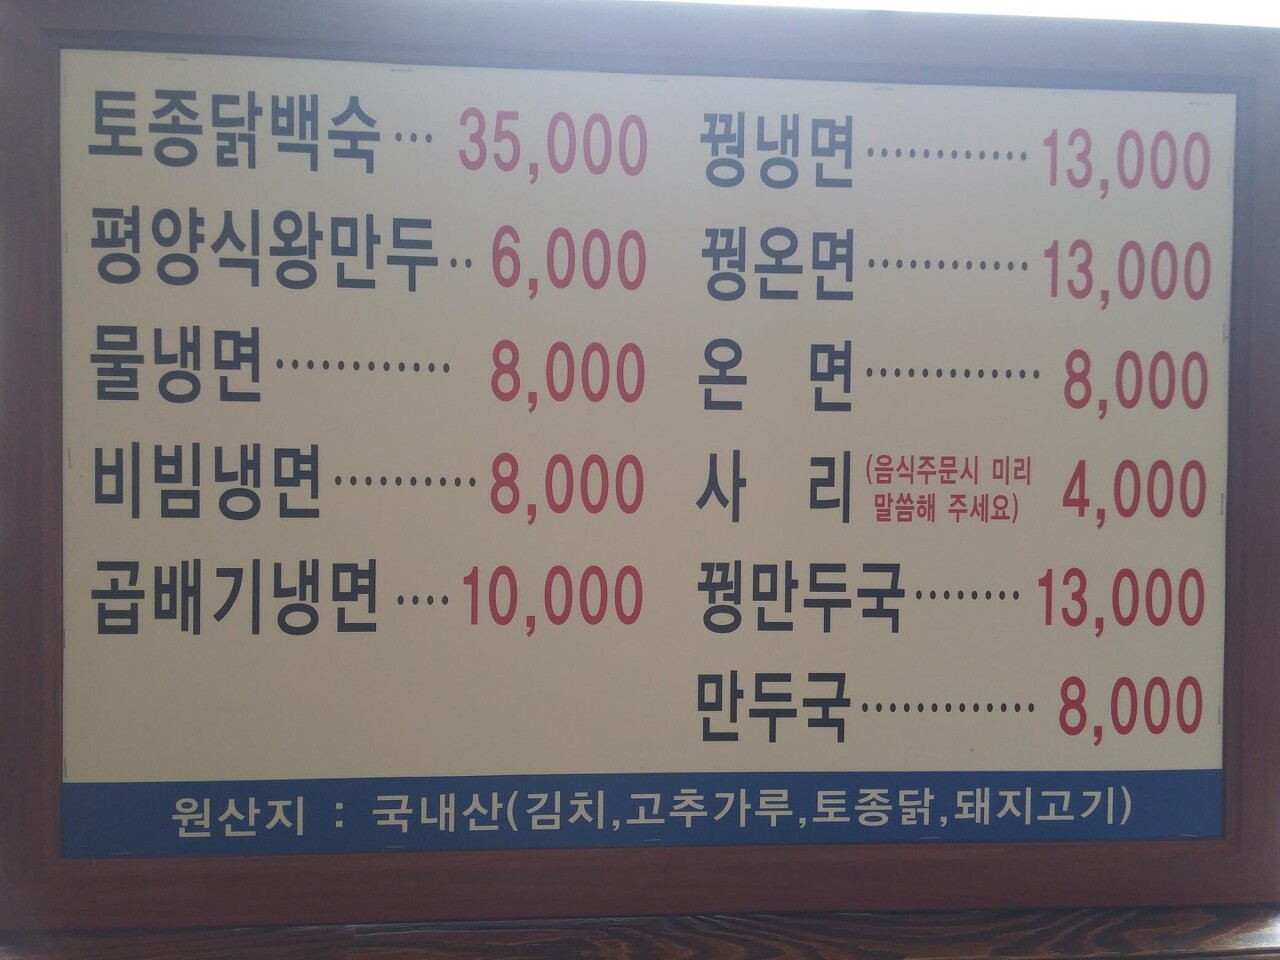 토종닭백숙··· 35,000
평양식왕만두·· 6,000
물냉면············ 8,000
비빔냉면·········· 8,000
곱배기냉면····10,000
꿩냉면············ 13,000
꿩온면············ 13,000
온 면············· 8,000
사 리 (음식주문시 미리
말씀해 주세요) 4,000
꿩만두국········ 13,000
만두국············· 8,000
원산지 : 국내산(김치,고추가루,토종닭,돼지고기)